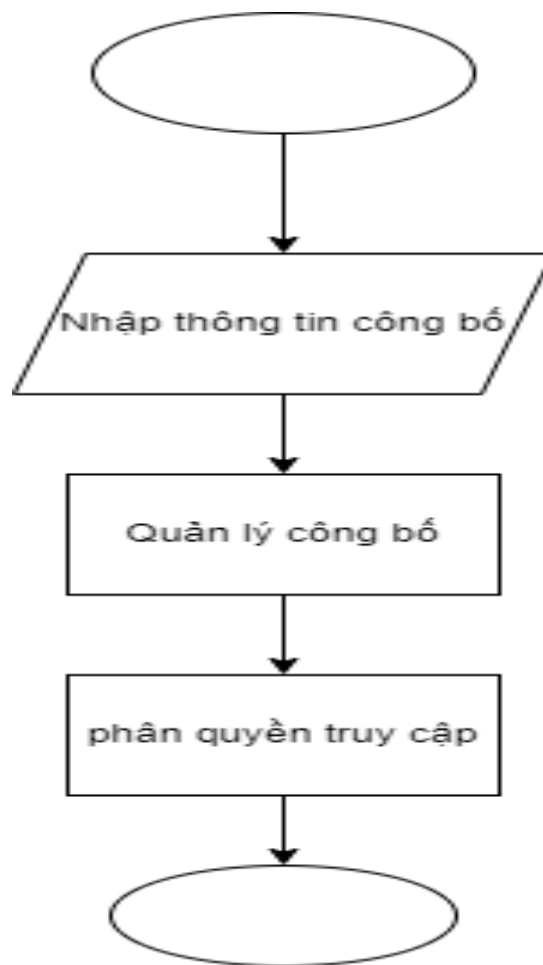 Nhập thông tin công bố
Quản lý công bố
phân quyền truy cập